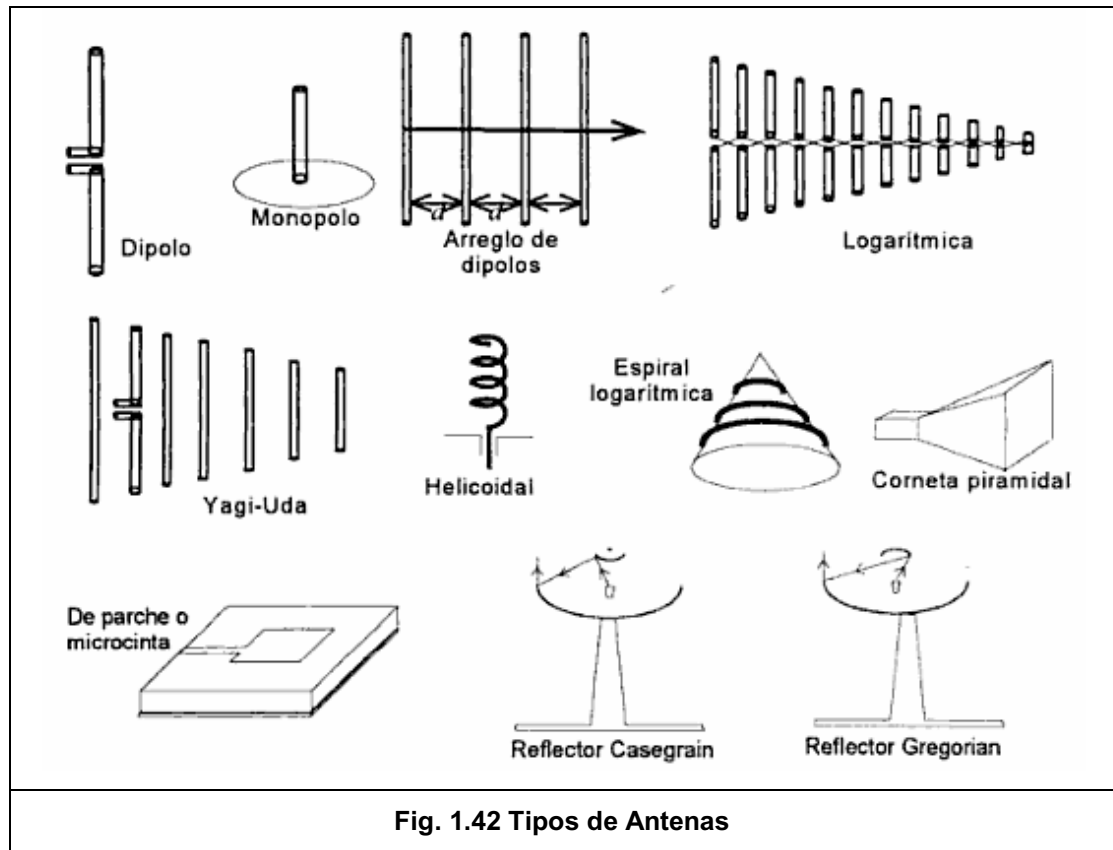 Dipolo
Monopolo
d
d
Arreglo de
dipolos
Logarítmica
Yagi-Uda
Helicoidal
Espiral
logarítmica
Corneta piramidal
De parche o
microcinta
Reflector Casegrain
Reflector Gregorian
Fig. 1.42 Tipos de Antenas